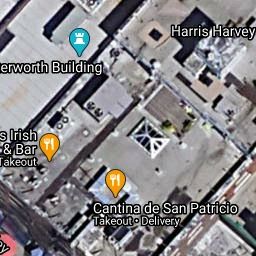 Harris Harvey
erworth Building
s Irish
& Bar
Takeout
Cantina de San Patricio
Takeout • Delivery